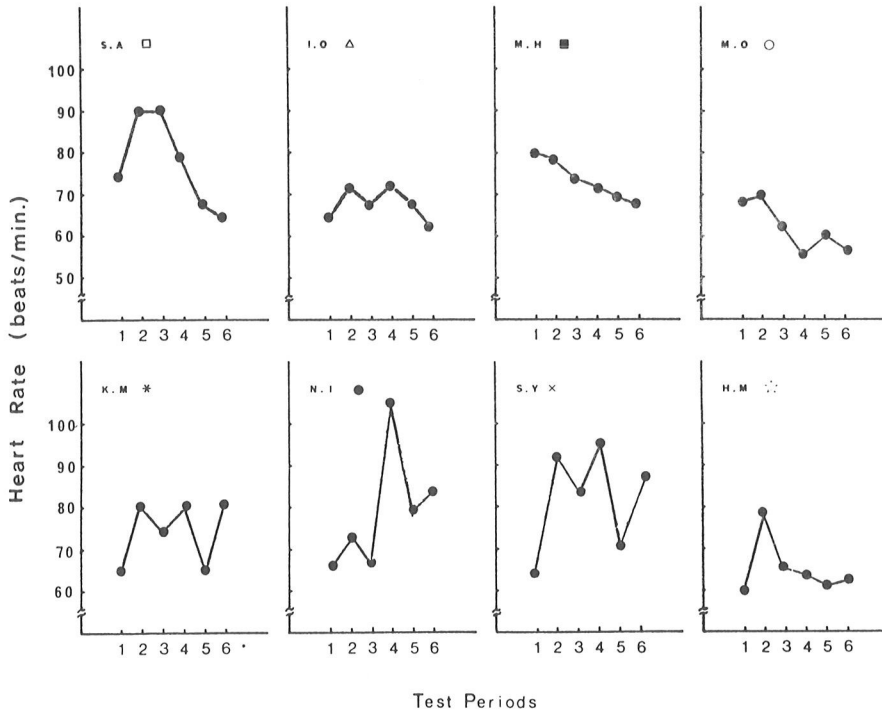 S.A □ I.O △ M.H ■ M.O ○
100
90
80
70
60
50
1 2 3 4 5 6 1 2 3 4 5 6 1 2 3 4 5 6 1 2 3 4 5 6
K.M * N.I ● S.Y × H.M
100
90
80
70
60
1 2 3 4 5 6 1 2 3 4 5 6 1 2 3 4 5 6 1 2 3 4 5 6
Heart Rate (beats/min.)
Test Periods